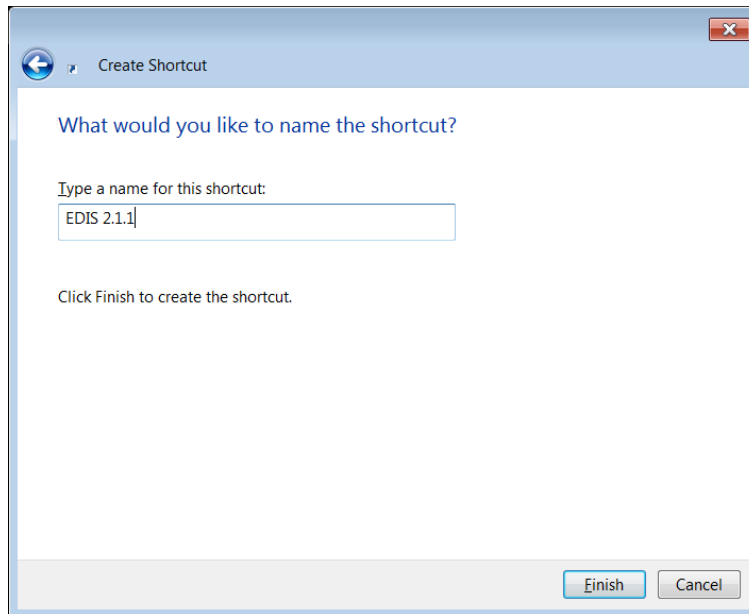 Create Shortcut
What would you like to name the shortcut?
Type a name for this shortcut:
EDIS 2.1.1
Click Finish to create the shortcut.
Finish Cancel